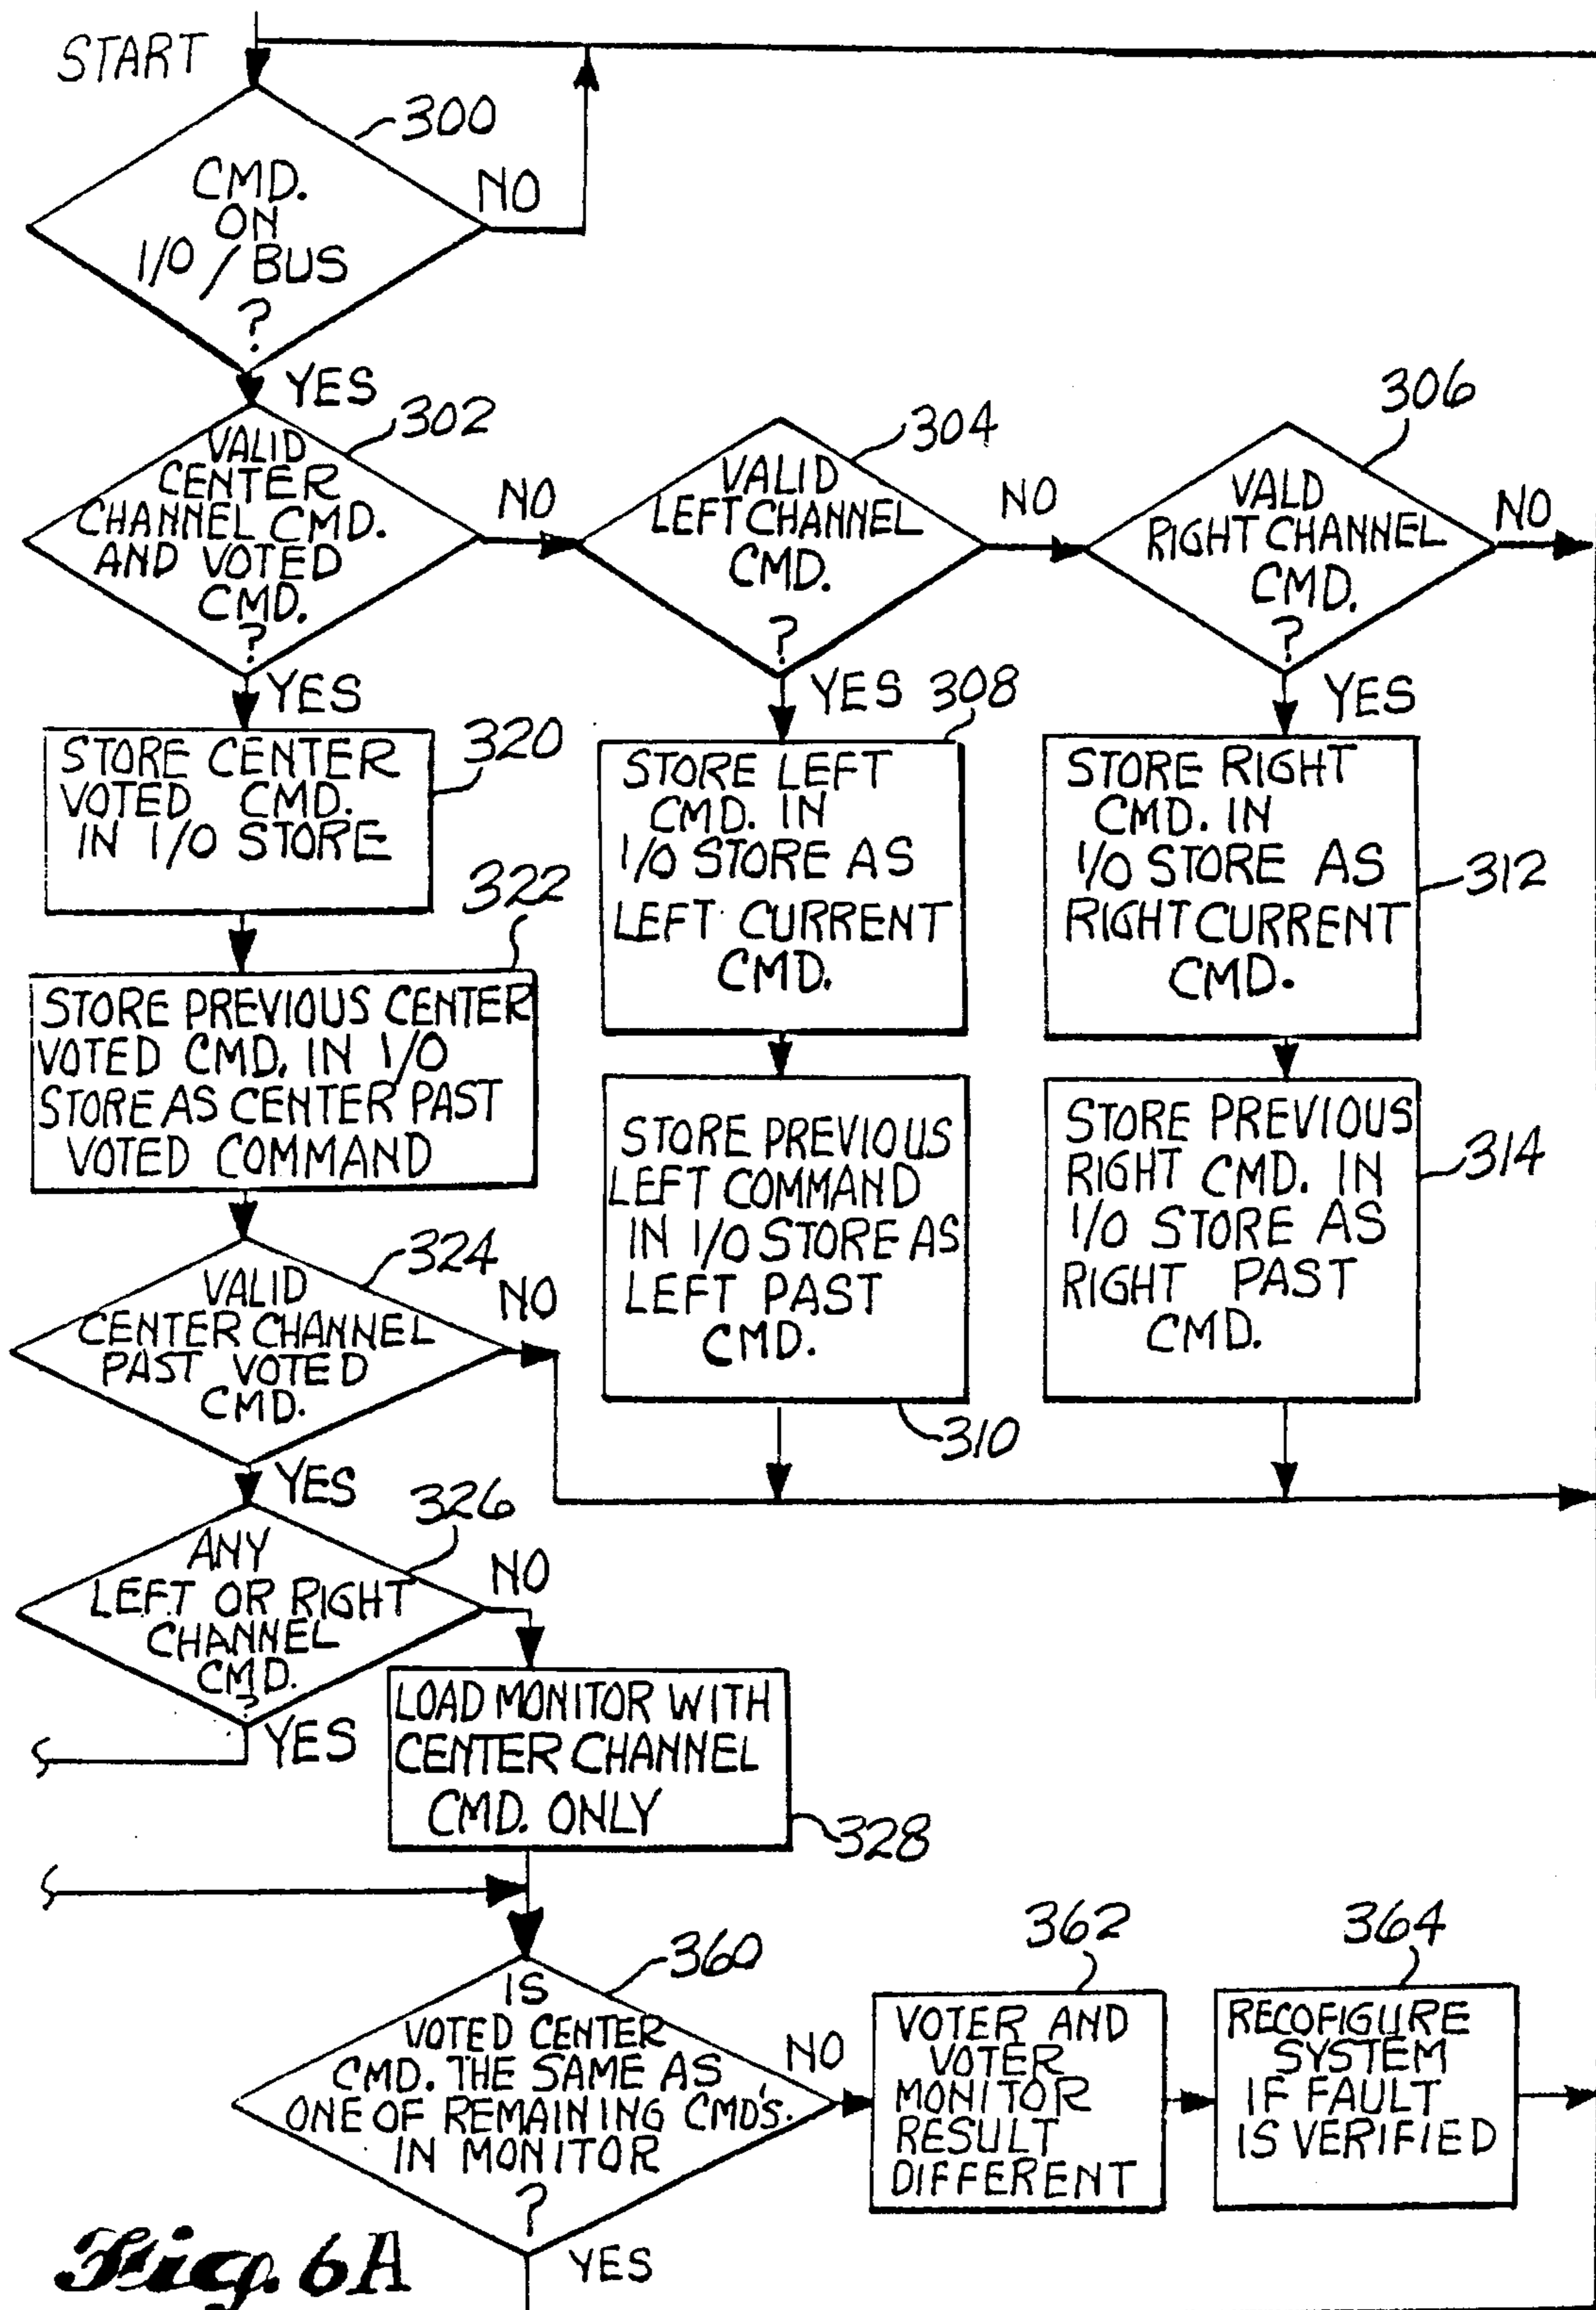 START
300
CMD.
ON
I/O / BUS
?
NO
YES
302
VALID
CENTER
CHANNEL CMD.
AND VOTED
CMD.
?
NO
YES
304
VALID
LEFT CHANNEL
CMD.
?
NO
YES
306
VALD
RIGHT CHANNEL
CMD.
?
NO
YES
320
STORE CENTER
VOTED CMD.
IN I/O STORE
308
STORE LEFT
CMD. IN
I/O STORE AS
LEFT CURRENT
CMD.
STORE RIGHT
CMD. IN
I/O STORE AS
RIGHT CURRENT
CMD.
312
322
STORE PREVIOUS CENTER
VOTED CMD. IN I/O
STORE AS CENTER PAST
VOTED COMMAND
STORE PREVIOUS
LEFT COMMAND
IN I/O STORE AS
LEFT PAST
CMD.
310
STORE PREVIOUS
RIGHT CMD. IN
I/O STORE AS
RIGHT PAST
CMD.
314
324
VALID
CENTER CHANNEL
PAST VOTED
CMD.
NO
YES
326
ANY
LEFT OR RIGHT
CHANNEL
CMD.
?
NO
YES
LOAD MONITOR WITH
CENTER CHANNEL
CMD. ONLY
328
360
IS
VOTED CENTER
CMD. THE SAME AS
ONE OF REMAINING CMD'S.
IN MONITOR
?
NO
YES
362
VOTER AND
VOTER
MONITOR
RESULT
DIFFERENT
364
RECOFIGURE
SYSTEM
IF FAULT
IS VERIFIED
Fig. 6A